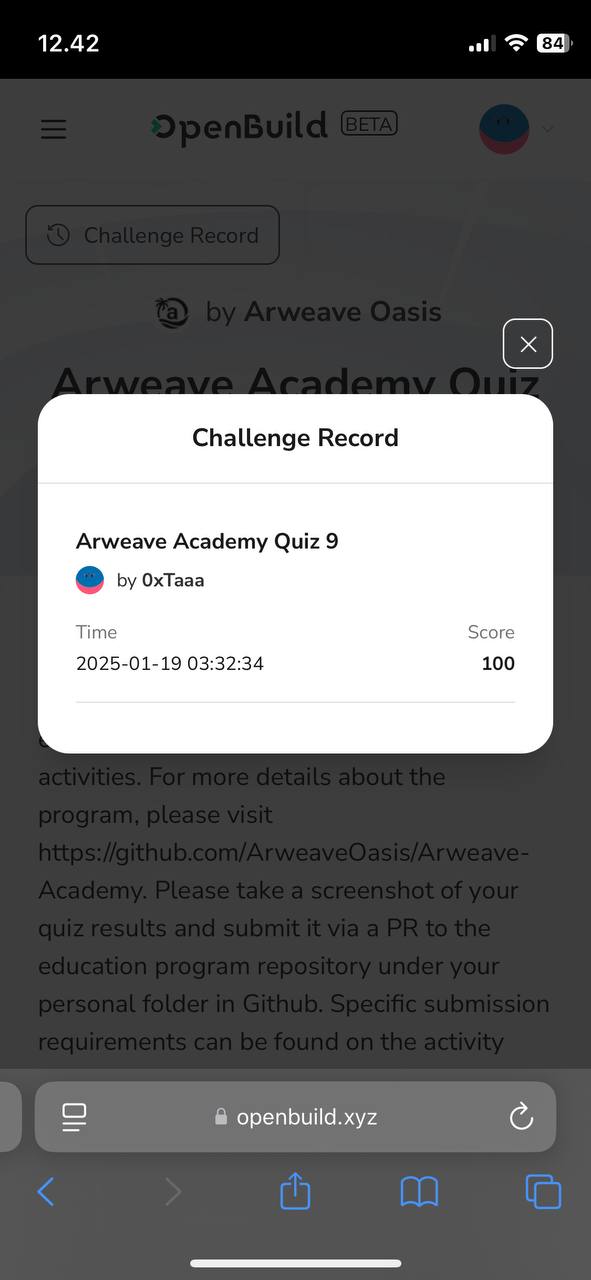 12.42
84
OpenBuild BETA
Challenge Record
by Arweave Oasis
Arweave Academy Quiz
Challenge Record
Arweave Academy Quiz 9
by 0xTaaa
Time Score
2025-01-19 03:32:34 100
activities. For more details about the
program, please visit
https://github.com/ArweaveOasis/Arweave-
Academy. Please take a screenshot of your
quiz results and submit it via a PR to the
education program repository under your
personal folder in Github. Specific submission
requirements can be found on the activity
openbuild.xyz